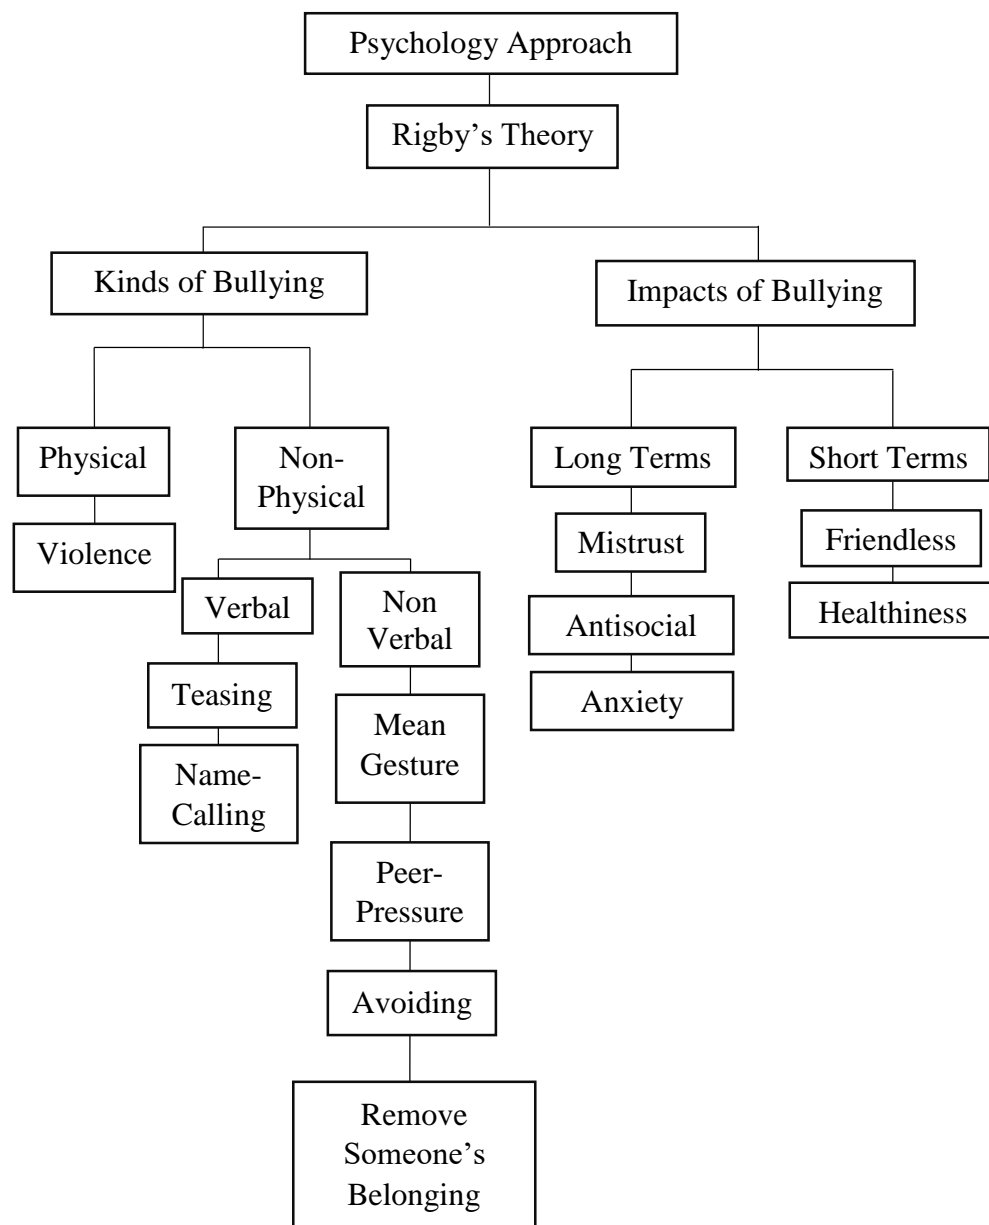 Psychology Approach
Rigby’s Theory
Kinds of Bullying
Impacts of Bullying
Physical
Violence
Non-
Physical
Verbal
Teasing
Name-
Calling
Non
Verbal
Mean
Gesture
Peer-
Pressure
Avoiding
Remove
Someone’s
Belonging
Long Terms
Mistrust
Antisocial
Anxiety
Short Terms
Friendless
Healthiness